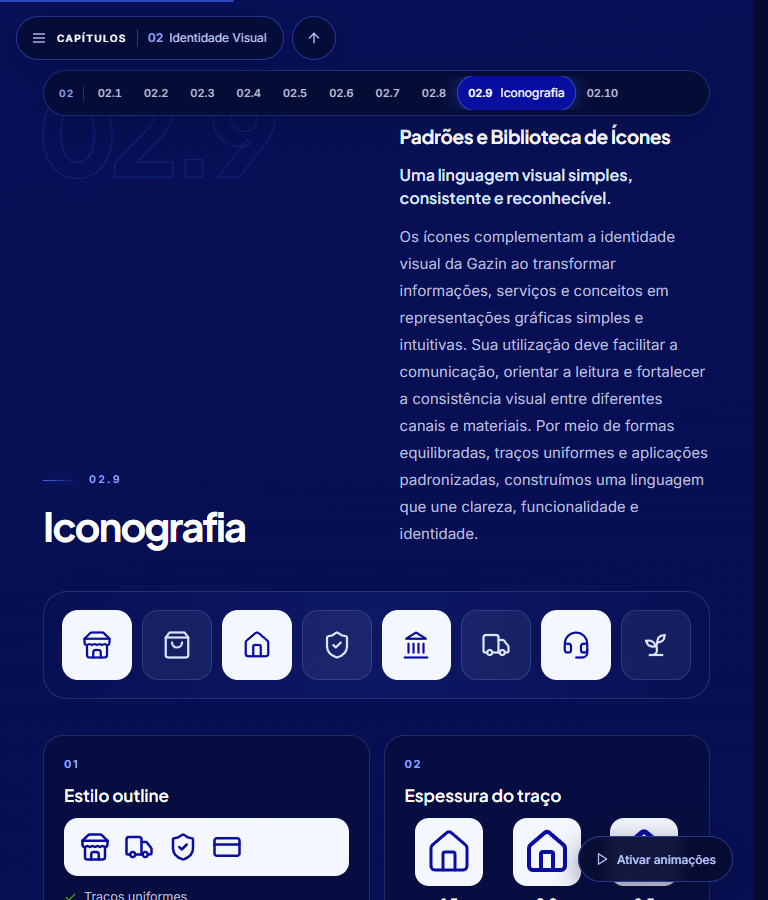 CAPÍTULOS
02 Identidade Visual
02
02.1
02.2
02.3
02.4
02.5
02.6
02.7
02.8
02.9 Iconografia
02.10
02.9
Padrões e Biblioteca de Ícones
Uma linguagem visual simples,
consistente e reconhecível.
Os ícones complementam a identidade
visual da Gazin ao transformar
informações, serviços e conceitos em
representações gráficas simples e
intuitivas. Sua utilização deve facilitar a
comunicação, orientar a leitura e fortalecer
a consistência visual entre diferentes
canais e materiais. Por meio de formas
equilibradas, traços uniformes e aplicações
padronizadas, construímos uma linguagem
que une clareza, funcionalidade e
identidade.
02.9
Iconografia
01
Estilo outline
Traços uniformes
02
Espessura do traço
Ativar animações